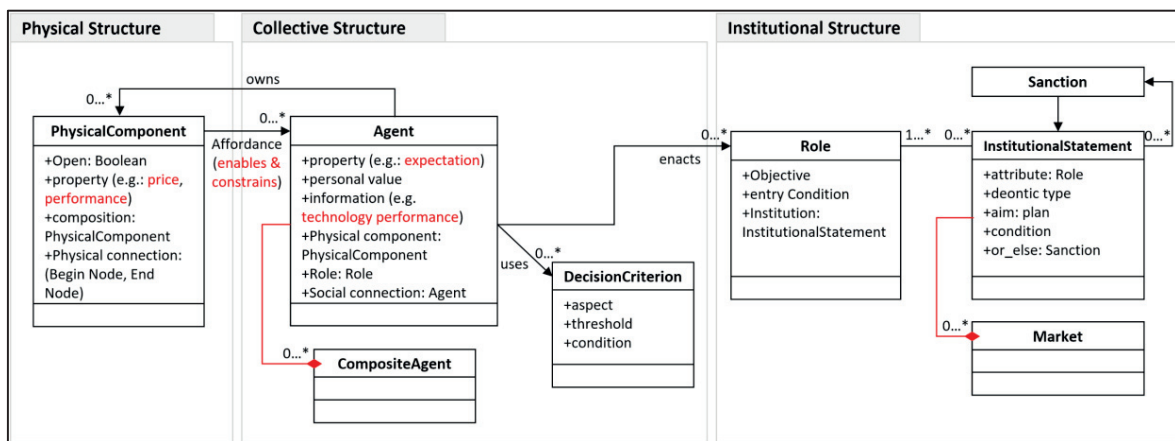 Physical Structure
Collective Structure
Institutional Structure
owns
0...*
0...*
PhysicalComponent
+Open: Boolean
+property (e.g.: price,
performance)
+composition:
PhysicalComponent
+Physical connection:
(Begin Node, End
Node)
Affordance
(enables &
constrains)
Agent
+property (e.g.: expectation)
+personal value
+information (e.g.
technology performance)
+Physical component:
PhysicalComponent
+Role: Role
+Social connection: Agent
0...*
CompositeAgent
uses
0...*
DecisionCriterion
+aspect
+threshold
+condition
enacts
0...*
Role
+Objective
+entry Condition
+Institution:
InstitutionalStatement
1...*
0...*
Sanction
0...*
InstitutionalStatement
+attribute: Role
+deontic type
+aim: plan
+condition
+or_else: Sanction
0...*
Market